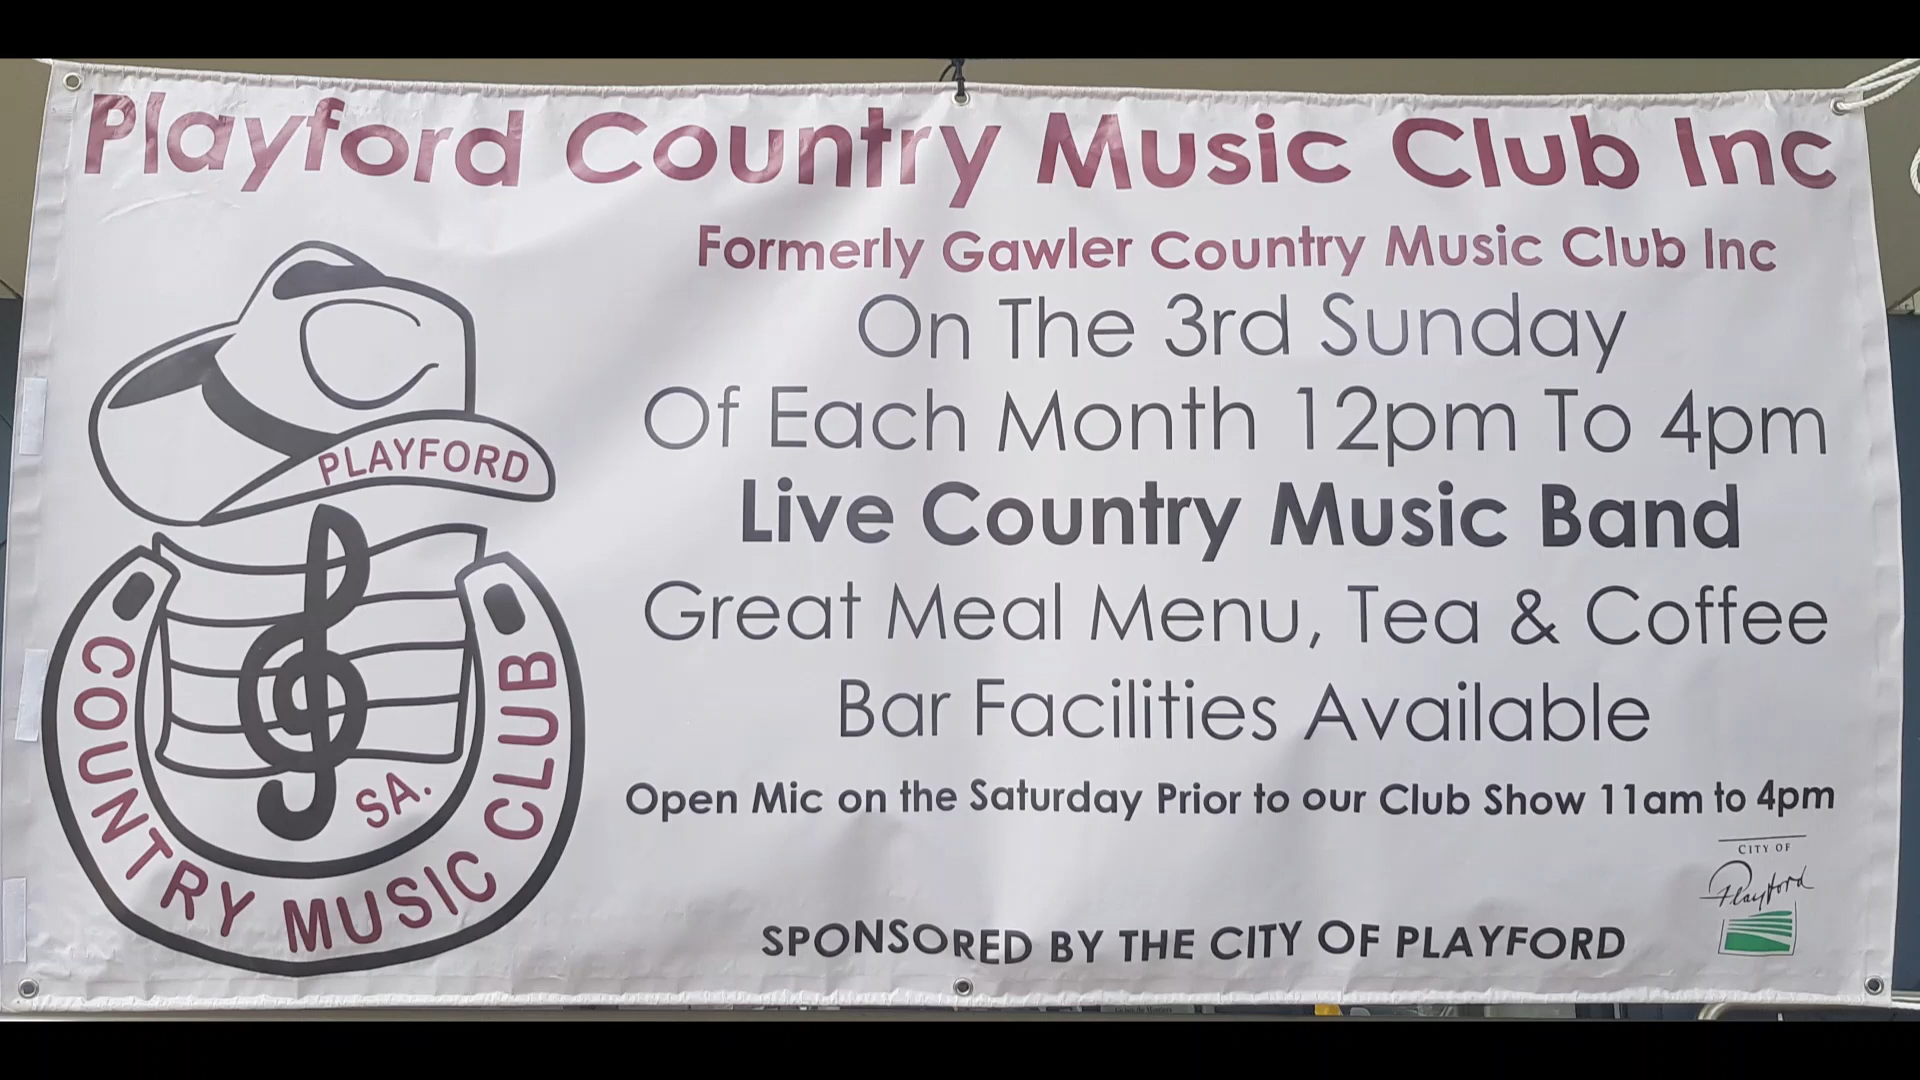 Playford Country Music Club Inc
Formerly Gawler Country Music Club Inc
On The 3rd Sunday
Of Each Month 12pm To 4pm
Live Country Music Band
Great Meal Menu, Tea & Coffee
Bar Facilities Available
Open Mic on the Saturday Prior to our Club Show 11am to 4pm
SPONSORED BY THE CITY OF PLAYFORD
CITY OF
Playford
PLAYFORD
SA.
COUNTRY MUSIC CLUB